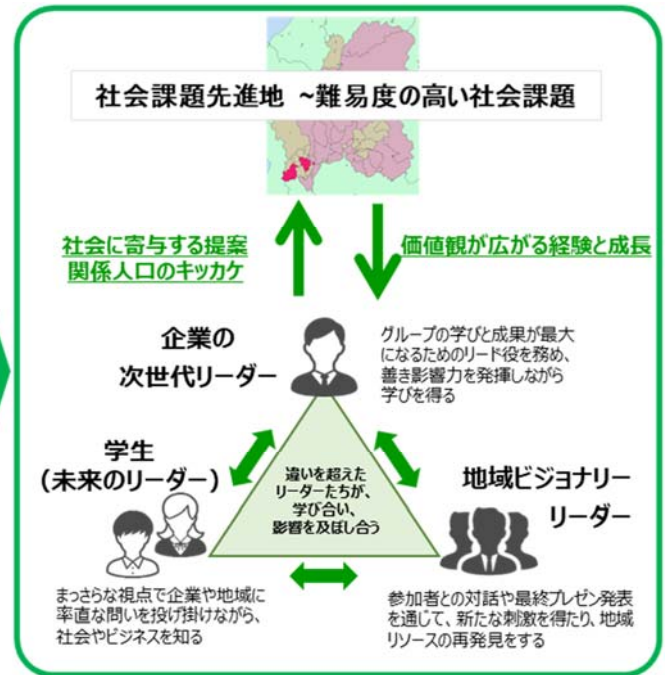 社会課題先進地 ~難易度の高い社会課題
社会に寄与する提案
関係人口のキッカケ
価値観が広がる経験と成長
企業の
次世代リーダー
グループの学びと成果が最大
になるためのリード役を務め、
善き影響力を発揮しながら
学びを得る
学生
（未来のリーダー）
違いを超えた
リーダーたちが、
学び合い、
影響を及ぼし合う
地域ビジョナリー
リーダー
まっさらな視点で企業や地域に
率直な問いを投げ掛けながら、
社会やビジネスを知る
参加者との対話や最終プレゼン発表
を通じて、新たな刺激を得たり、地域
リソースの再発見をする